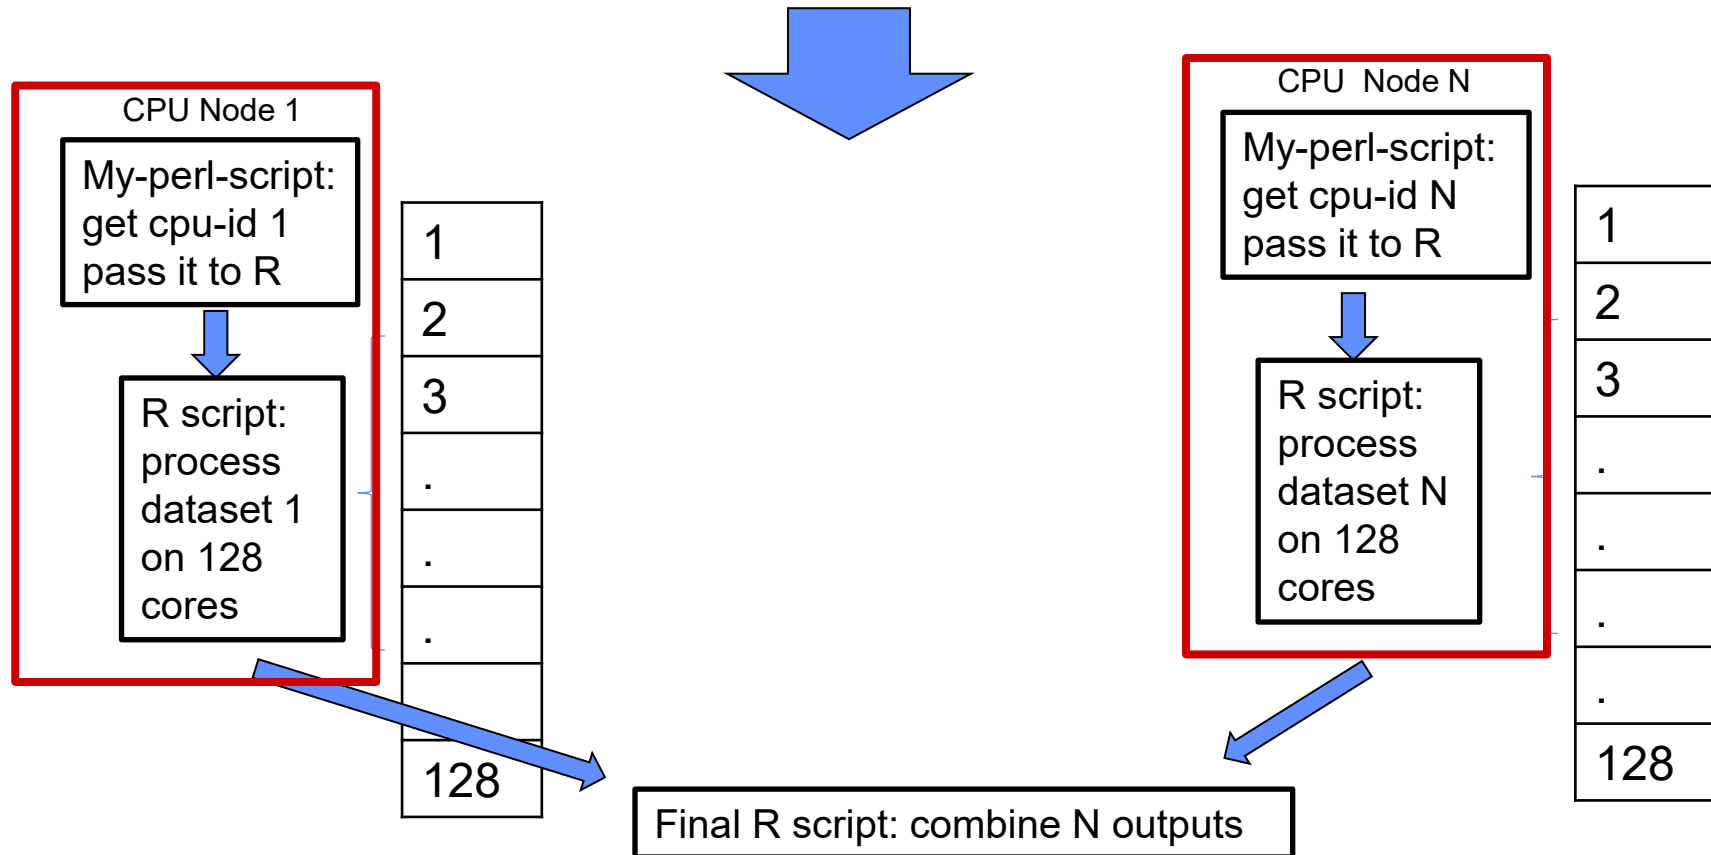 CPU Node 1
My-perl-script:
get cpu-id 1
pass it to R
R script:
process
dataset 1
on 128
cores
1
2
3
.
.
.
128
CPU  Node N
My-perl-script:
get cpu-id N
pass it to R
R script:
process
dataset N
on 128
cores
1
2
3
.
.
.
.
128
Final R script: combine N outputs